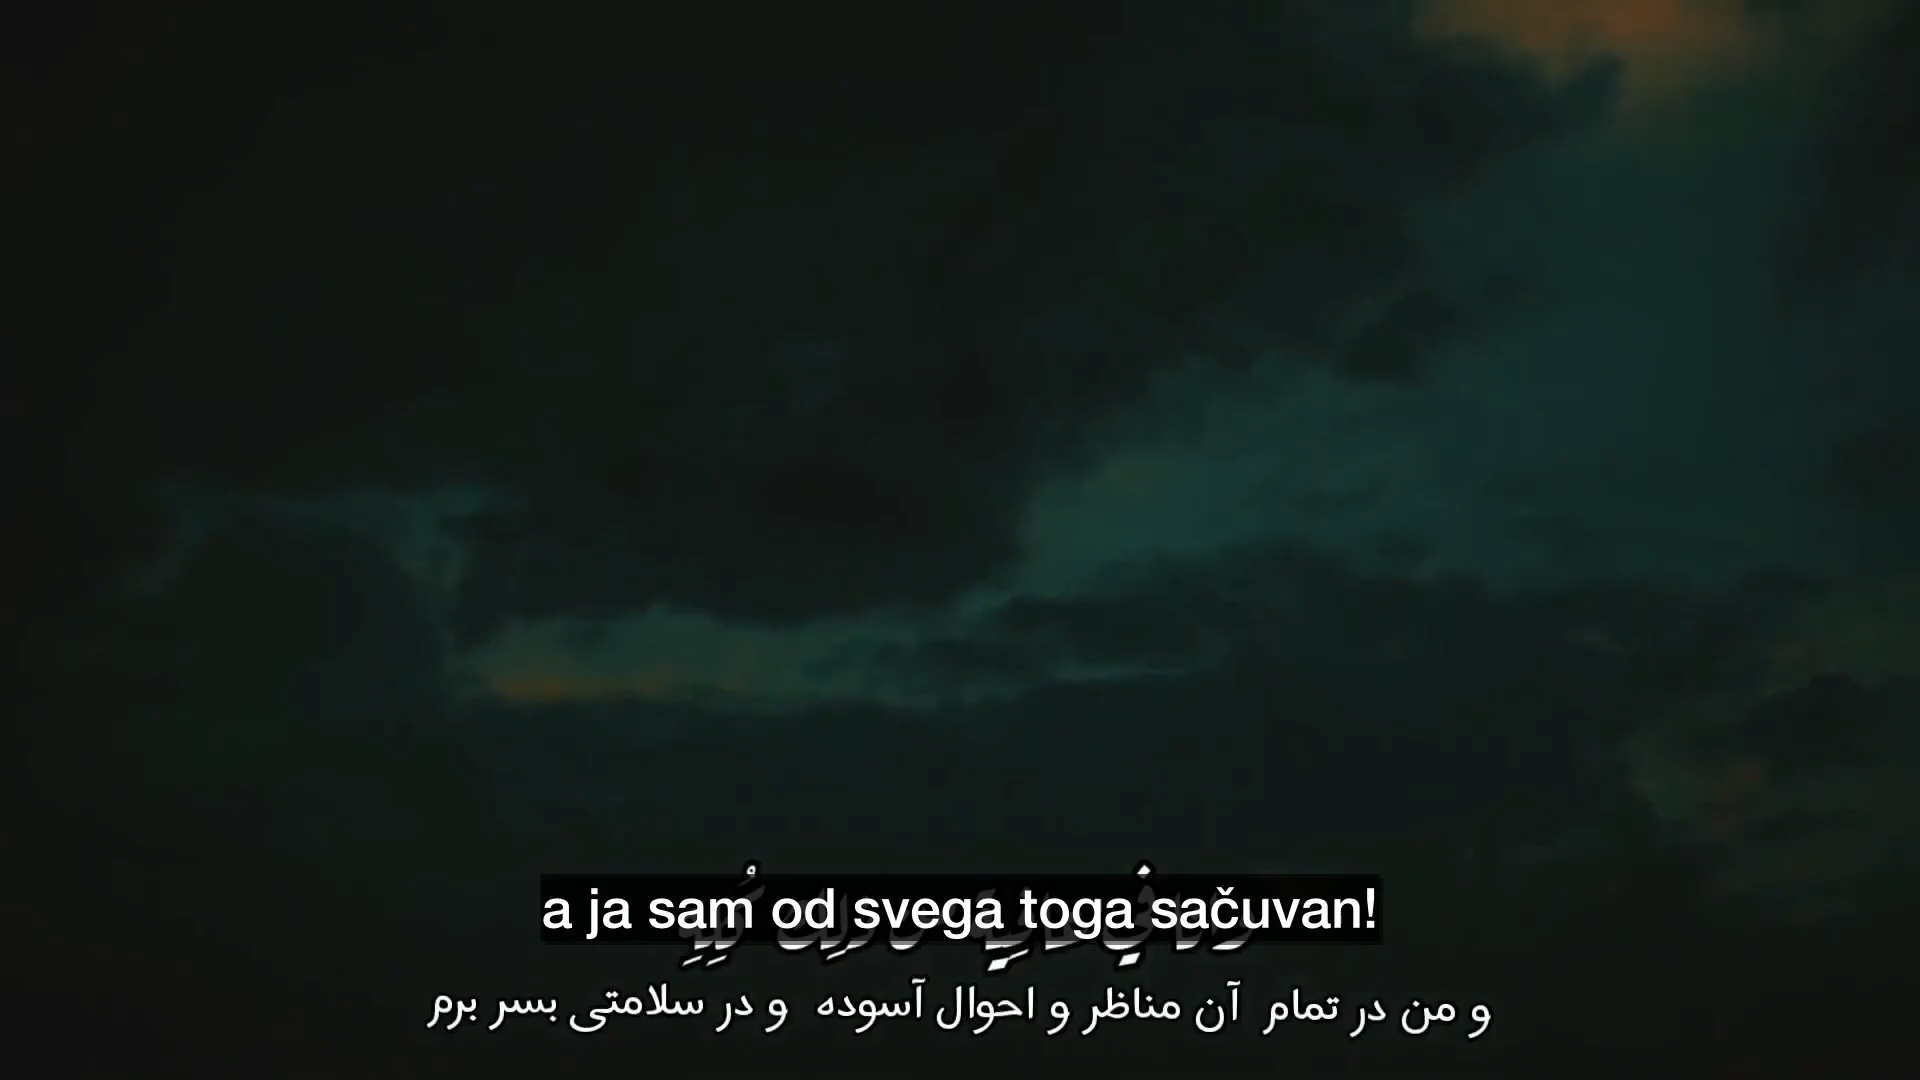 a ja sam od svega toga sačuvan!
و من در تمام آن مناظر و احوال آسوده و در سلامتی بسر برم